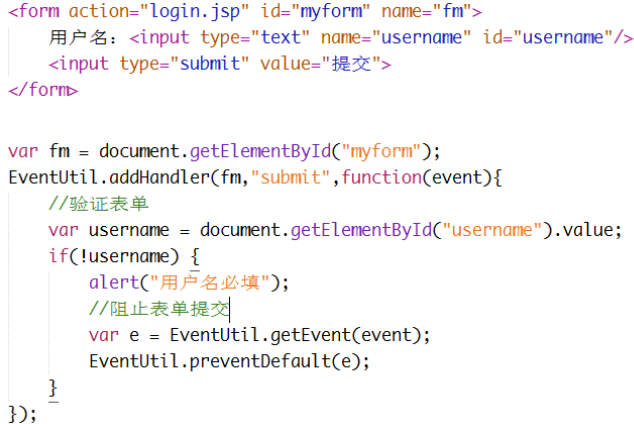 <form action="login.jsp" id="myform" name="fm">
用户名：<input type="text" name="username" id="username"/>
<input type="submit" value="提交">
</form>
var fm = document.getElementById("myform");
EventUtil.addHandler(fm,"submit",function(event){
//验证表单
var username = document.getElementById("username").value;
if(!username) {
alert("用户名必填");
//阻止表单提交
var e = EventUtil.getEvent(event);
EventUtil.preventDefault(e);
}
});